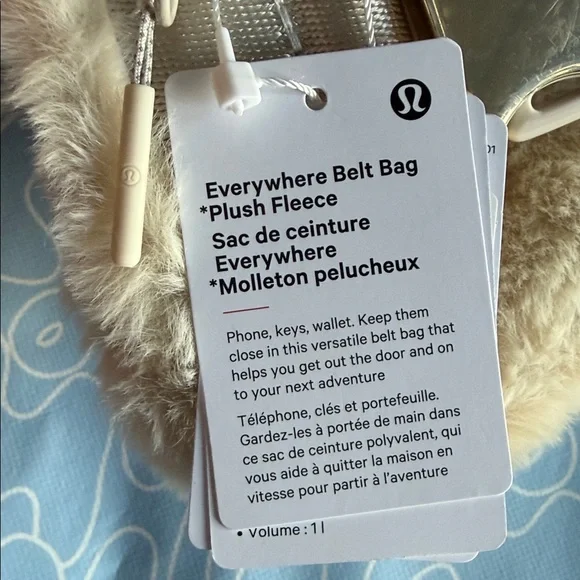 Everywhere Belt Bag
*Plush Fleece
Sac de ceinture
Everywhere
*Molleton pelucheux
Phone, keys, wallet. Keep them
close in this versatile belt bag that
helps you get out the door and on
to your next adventure
Téléphone, clés et portefeuille.
Gardez-les à portée de main dans
ce sac de ceinture polyvalent, qui
vous aide à quitter la maison en
vitesse pour partir à l'aventure
• Volume : 1 l
01